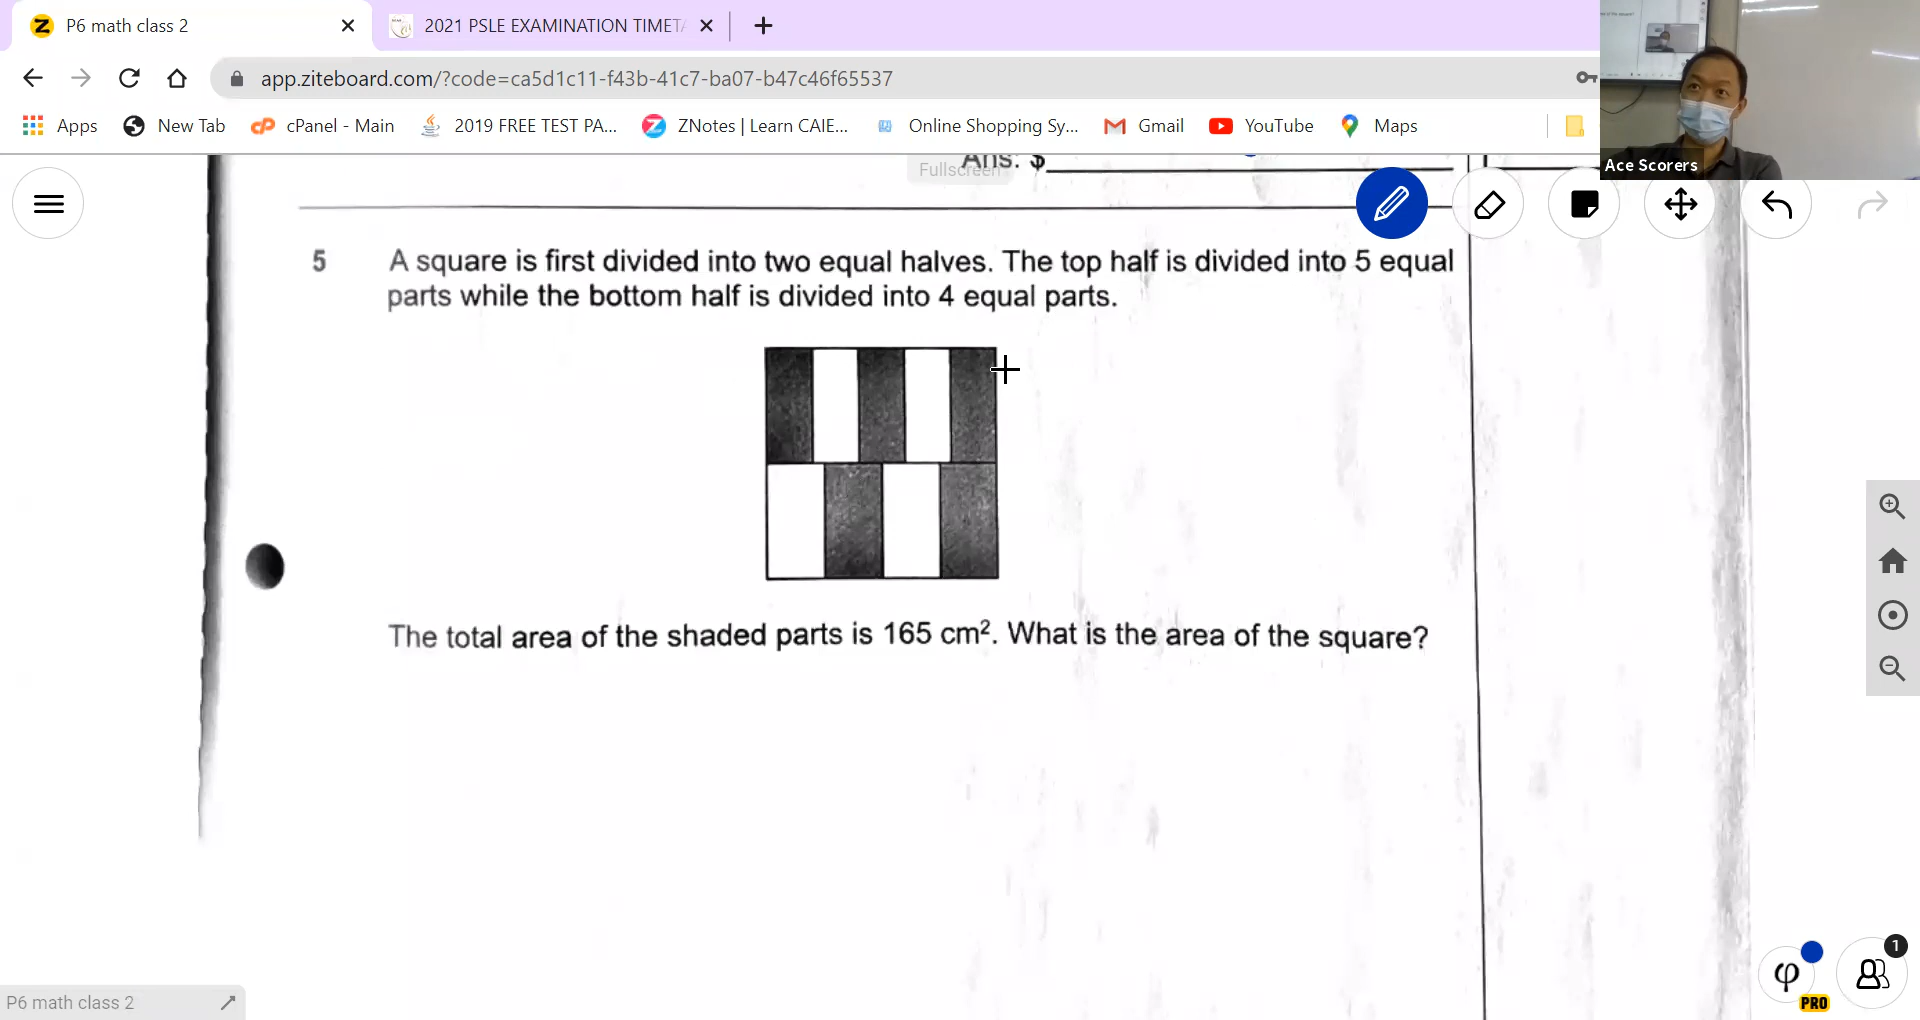 P6 math class 2
2021 PSLE EXAMINATION TIMETA
app.ziteboard.com/?code=ca5d1c11-f43b-41c7-ba07-b47c46f65537
Apps New Tab cPanel - Main 2019 FREE TEST PA... ZNotes | Learn CAIE... Online Shopping Sy... Gmail YouTube Maps
Ace Scorers
Ans: $
Fullscreen
5 A square is first divided into two equal halves. The top half is divided into 5 equal
parts while the bottom half is divided into 4 equal parts.
The total area of the shaded parts is 165 cm². What is the area of the square?
1
φ
PRO
P6 math class 2